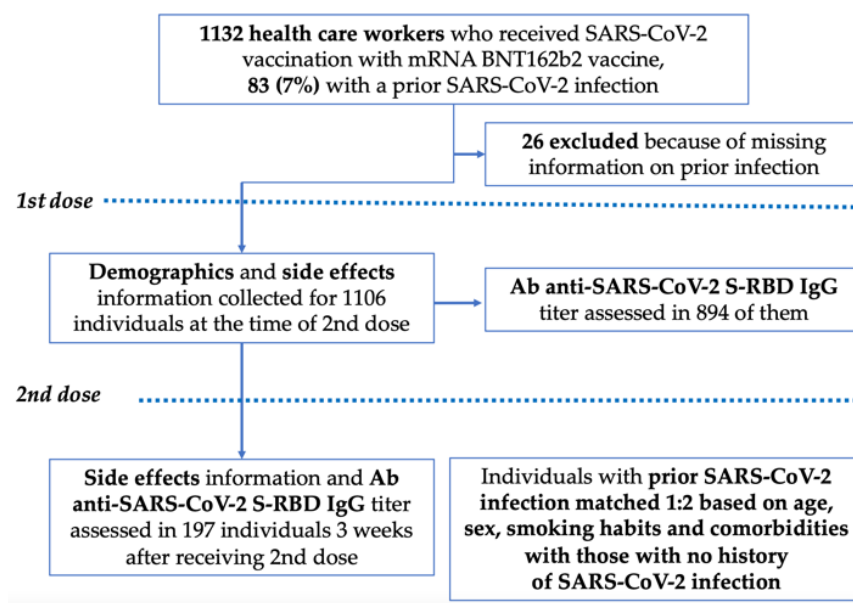 1132 health care workers who received SARS-CoV-2
vaccination with mRNA BNT162b2 vaccine,
83 (7%) with a prior SARS-CoV-2 infection
26 excluded because of missing
information on prior infection
1st dose
Demographics and side effects
information collected for 1106
individuals at the time of 2nd dose
Ab anti-SARS-CoV-2 S-RBD IgG
titer assessed in 894 of them
2nd dose
Side effects information and Ab
anti-SARS-CoV-2 S-RBD IgG titer
assessed in 197 individuals 3 weeks
after receiving 2nd dose
Individuals with prior SARS-CoV-2
infection matched 1:2 based on age,
sex, smoking habits and comorbidities
with those with no history
of SARS-CoV-2 infection